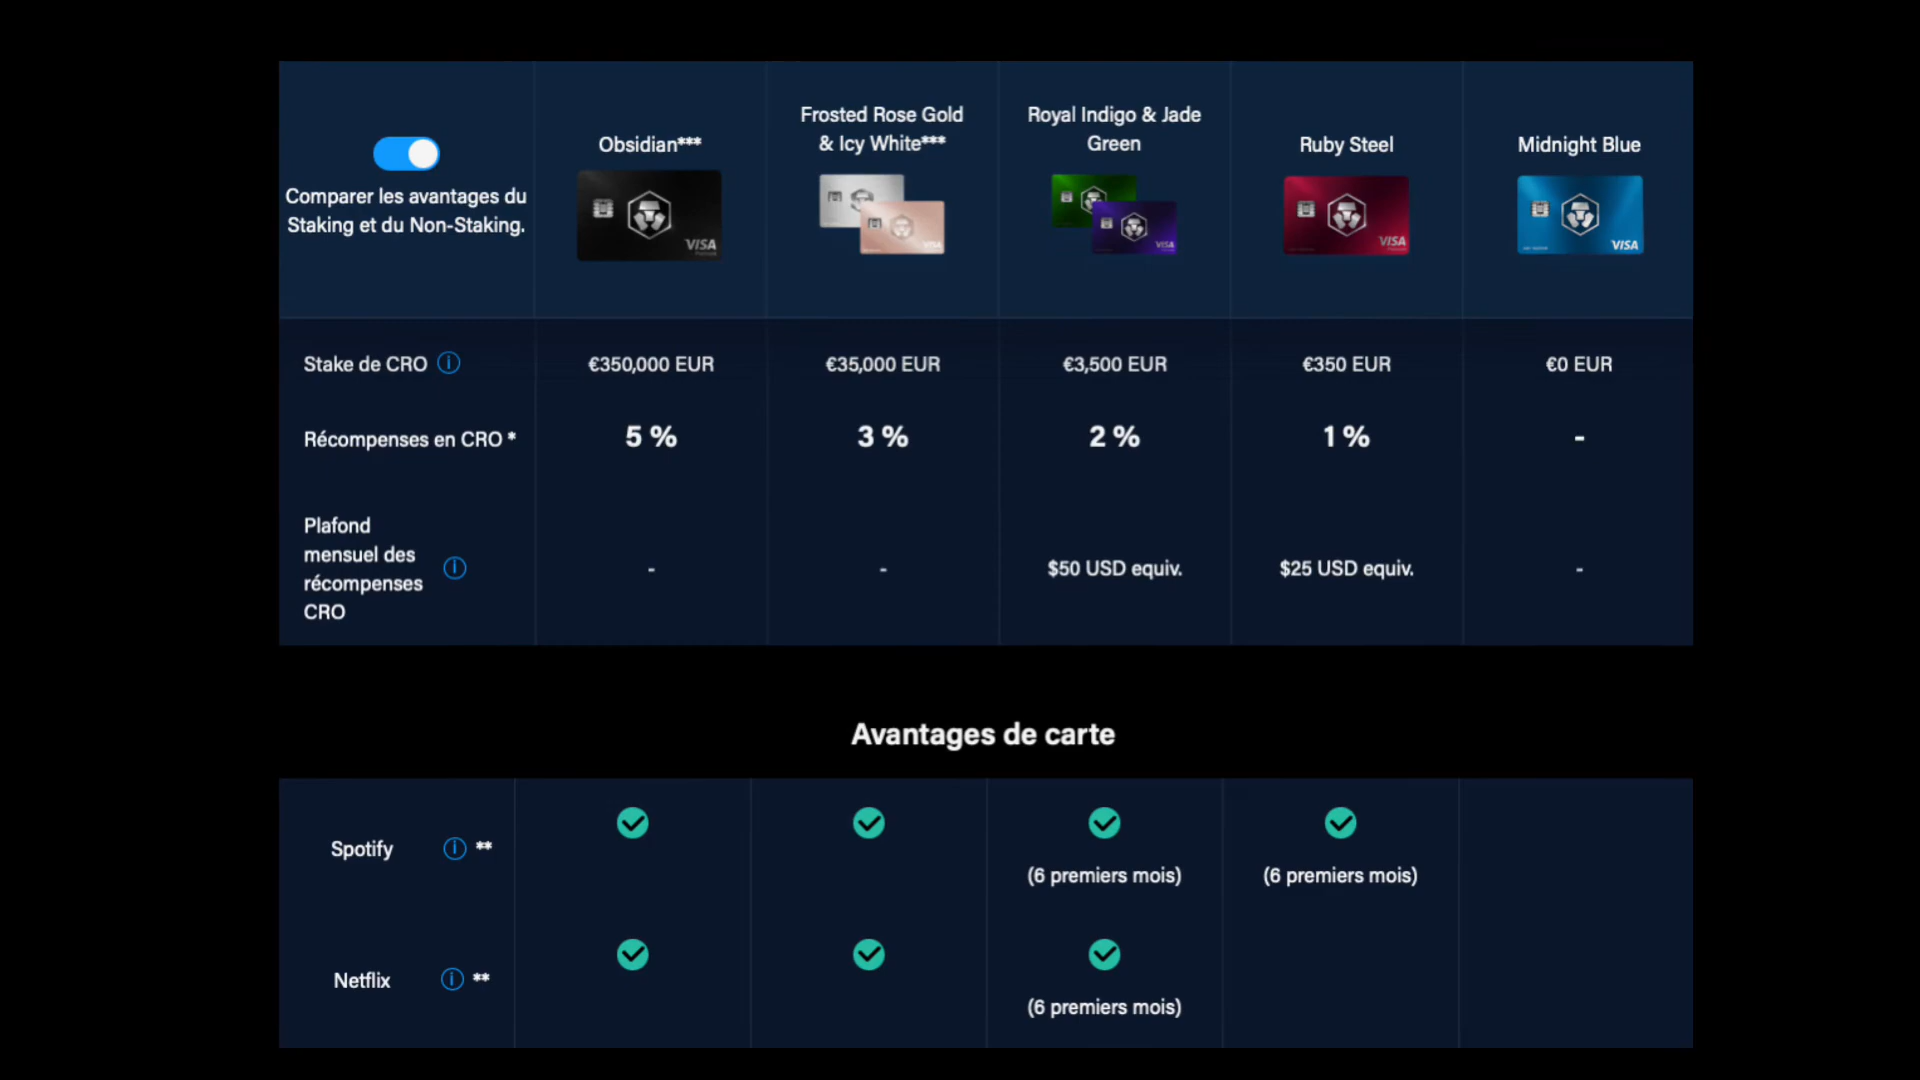 Comparer les avantages du
Staking et du Non-Staking.
Obsidian***
VISA
Frosted Rose Gold
& Icy White***
VISA
Royal Indigo & Jade
Green
VISA
Ruby Steel
VISA
Midnight Blue
VISA
Stake de CRO €350,000 EUR €35,000 EUR €3,500 EUR €350 EUR €0 EUR
Récompenses en CRO * 5 % 3 % 2 % 1 % -
Plafond
mensuel des
récompenses
CRO
- - $50 USD equiv. $25 USD equiv. -
Avantages de carte
Spotify **
(6 premiers mois) (6 premiers mois)
Netflix **
(6 premiers mois)